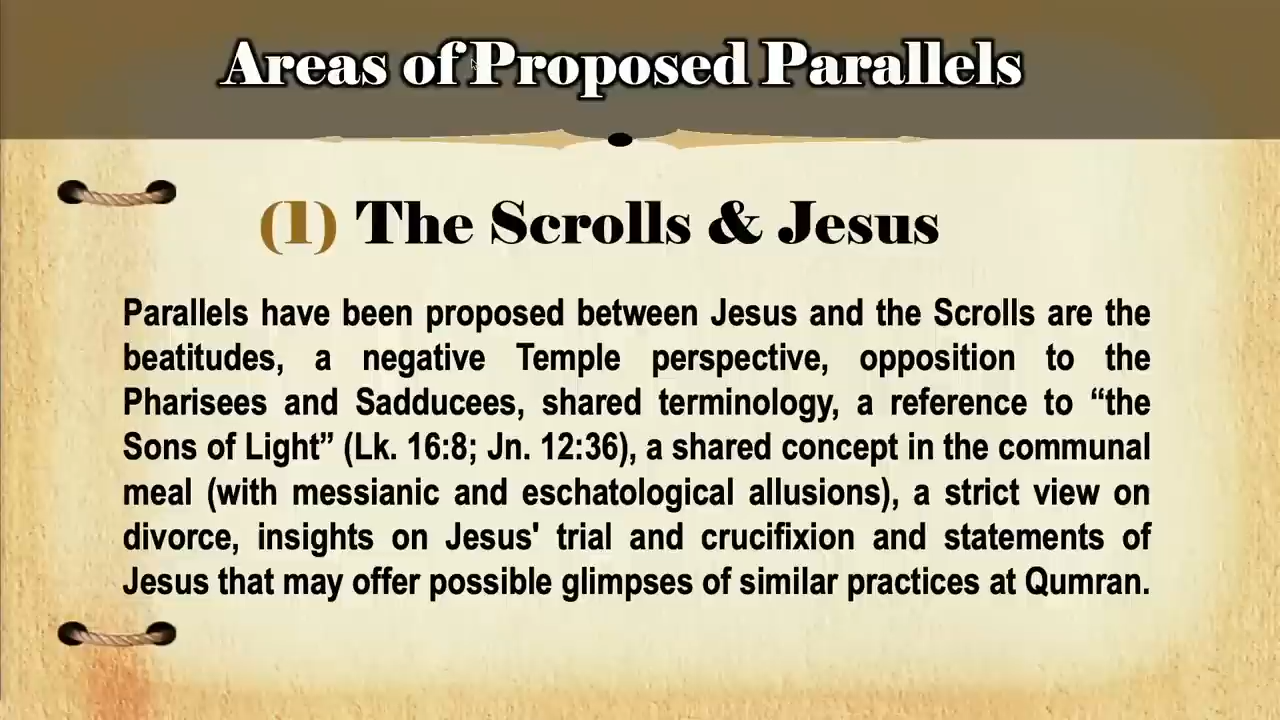 Areas of Proposed Parallels
(1) The Scrolls & Jesus
Parallels have been proposed between Jesus and the Scrolls are the
beatitudes, a negative Temple perspective, opposition to the
Pharisees and Sadducees, shared terminology, a reference to “the
Sons of Light” (Lk. 16:8; Jn. 12:36), a shared concept in the communal
meal (with messianic and eschatological allusions), a strict view on
divorce, insights on Jesus' trial and crucifixion and statements of
Jesus that may offer possible glimpses of similar practices at Qumran.